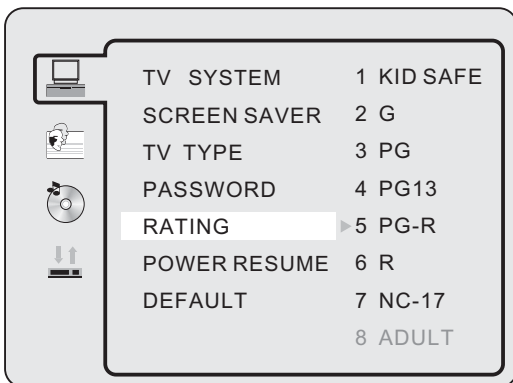 TV SYSTEM
SCREEN SAVER
TV TYPE
PASSWORD
RATING
POWER RESUME
DEFAULT
1 KID SAFE
2 G
3 PG
4 PG13
5 PG-R
6 R
7 NC-17
8 ADULT